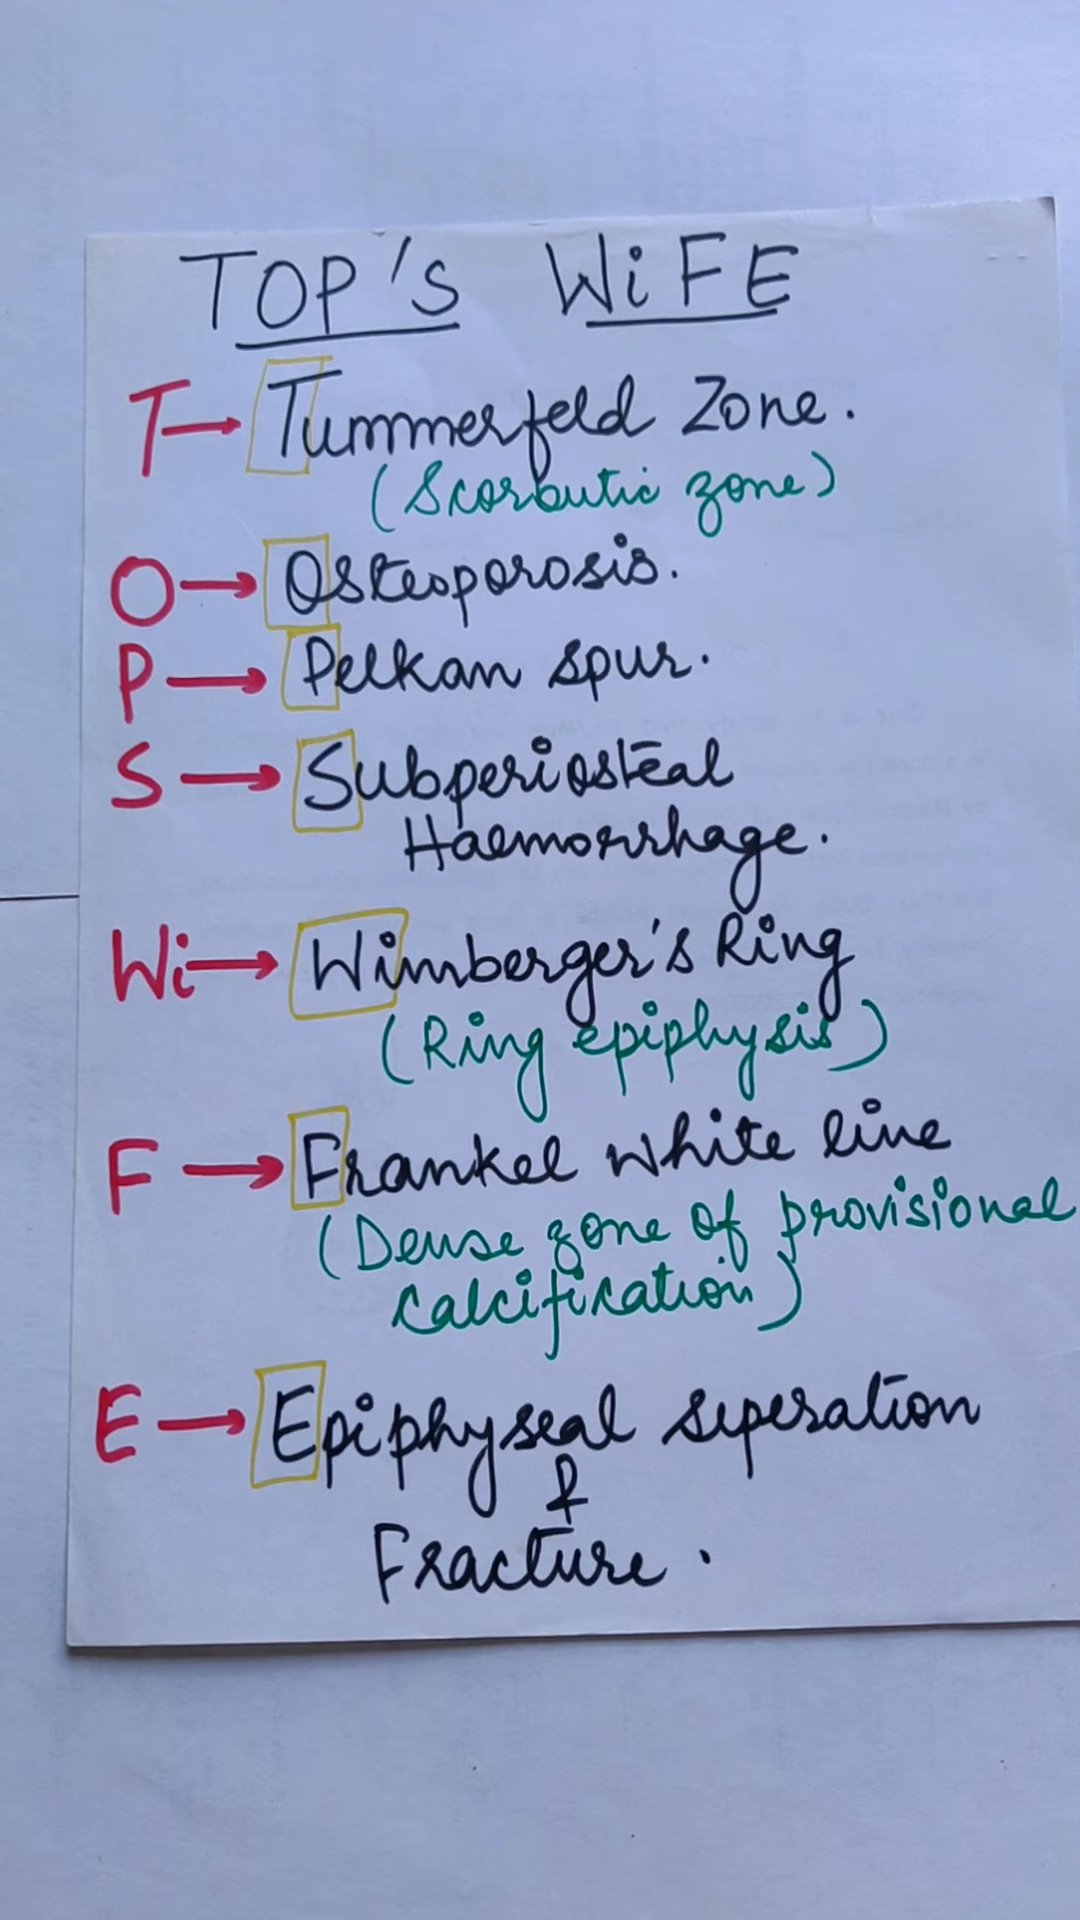 TOP's WiFE
T → Tummerfeld Zone.
(Scorbutic zone)
O → Osteoporosis.
P → Pelkan spur.
S → Subperiosteal
Haemorrhage.
Wi → Wimberger's Ring
(Ring epiphysis)
F → Frankel white line
(Dense zone of provisional
calcification)
E → Epiphyseal seperation
&
Fracture.